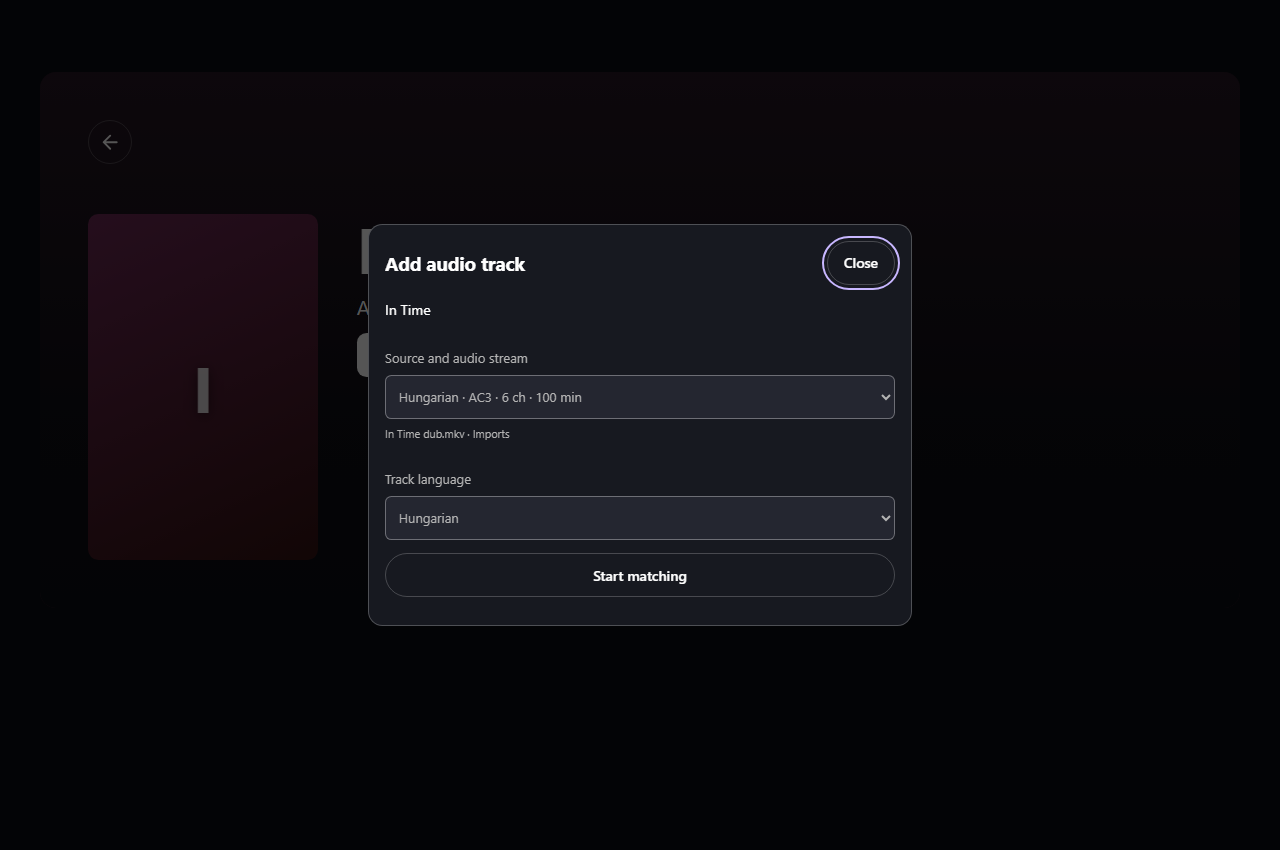 I
A
Add audio track
Close
In Time
Source and audio stream
Hungarian · AC3 · 6 ch · 100 min
In Time dub.mkv · Imports
Track language
Hungarian
Start matching